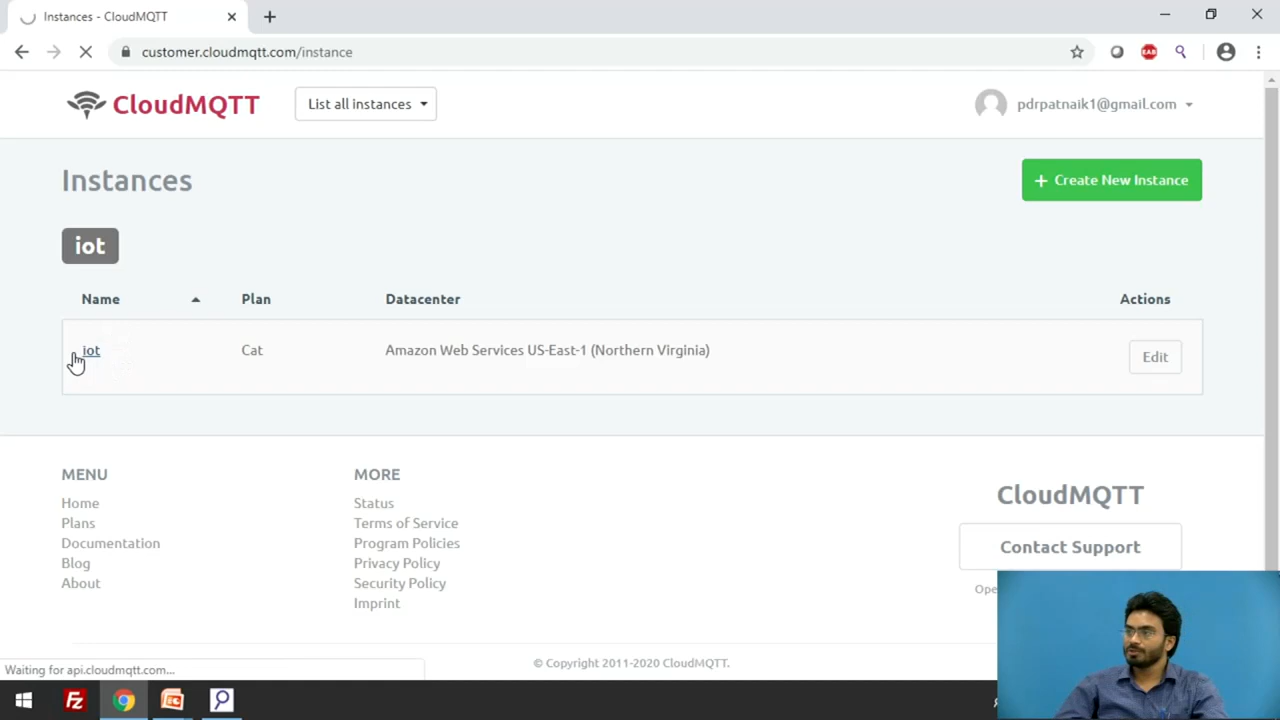 Instances - CloudMQTT
customer.cloudmqtt.com/instance
EAB
CloudMQTT
List all instances
pdrpatnaik1@gmail.com
Instances
+ Create New Instance
iot
Name
Plan
Datacenter
Actions
iot
Cat
Amazon Web Services US-East-1 (Northern Virginia)
Edit
MENU
Home
Plans
Documentation
Blog
About
MORE
Status
Terms of Service
Program Policies
Privacy Policy
Security Policy
Imprint
CloudMQTT
Contact Support
Ope
© Copyright 2011-2020 CloudMQTT.
Waiting for api.cloudmqtt.com...